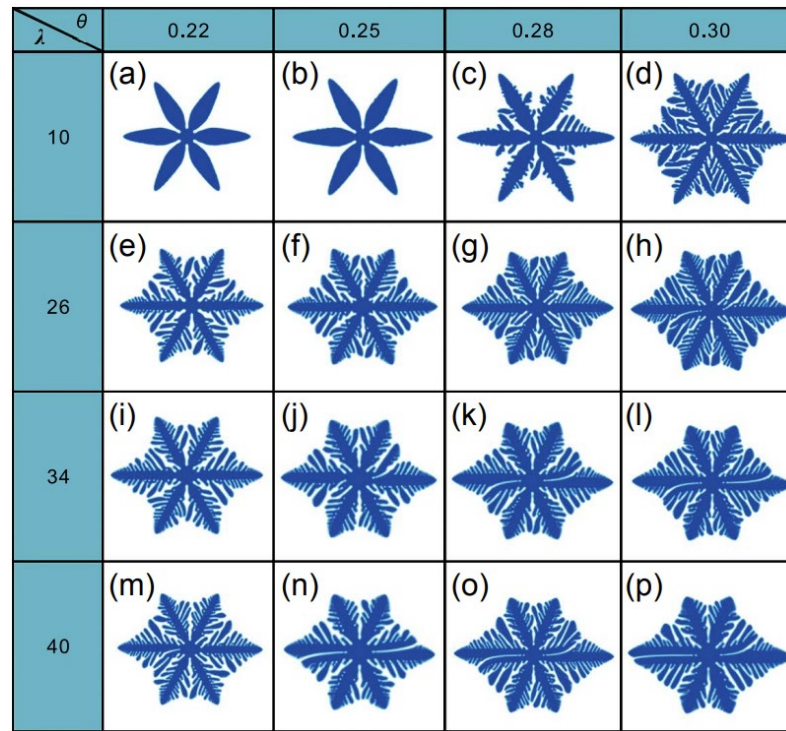 λ θ 0.22 0.25 0.28 0.30
(a) (b) (c) (d)
10
(e) (f) (g) (h)
26
(i) (j) (k) (l)
34
(m) (n) (o) (p)
40